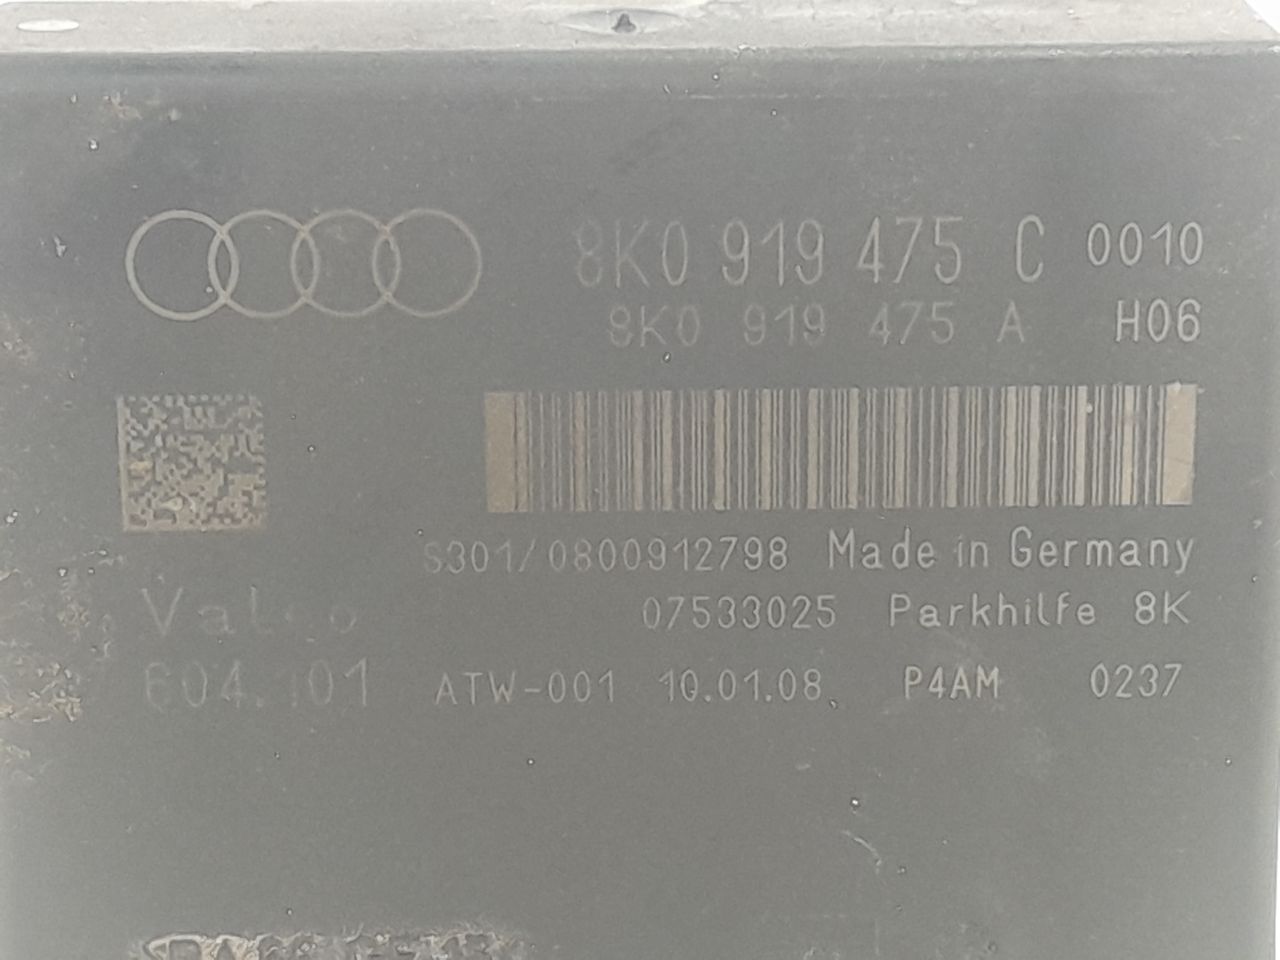 8K0 919 475 C 0010
8K0 919 475 A H06
S301/0800912798 Made in Germany
07533025 Parkhilfe 8K
ATW-001 10.01.08 P4AM 0237